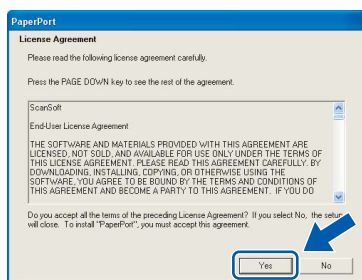 PaperPort
License Agreement
Please read the following license agreement carefully.
Press the PAGE DOWN key to see the rest of the agreement.
ScanSoft
End-User License Agreement
THE SOFTWARE AND MATERIALS PROVIDED WITH THIS AGREEMENT ARE
LICENSED, NOT SOLD, AND AVAILABLE FOR USE ONLY UNDER THE TERMS OF
THIS LICENSE AGREEMENT. PLEASE READ THIS AGREEMENT CAREFULLY. BY
DOWNLOADING, INSTALLING, COPYING, OR OTHERWISE USING THE
SOFTWARE, YOU AGREE TO BE BOUND BY THE TERMS AND CONDITIONS OF
THIS AGREEMENT AND BECOME A PARTY TO THIS AGREEMENT. IF YOU DO
Do you accept all the terms of the preceding License Agreement? If you select No, the setup
will close. To install "PaperPort", you must accept this agreement.
Yes
No